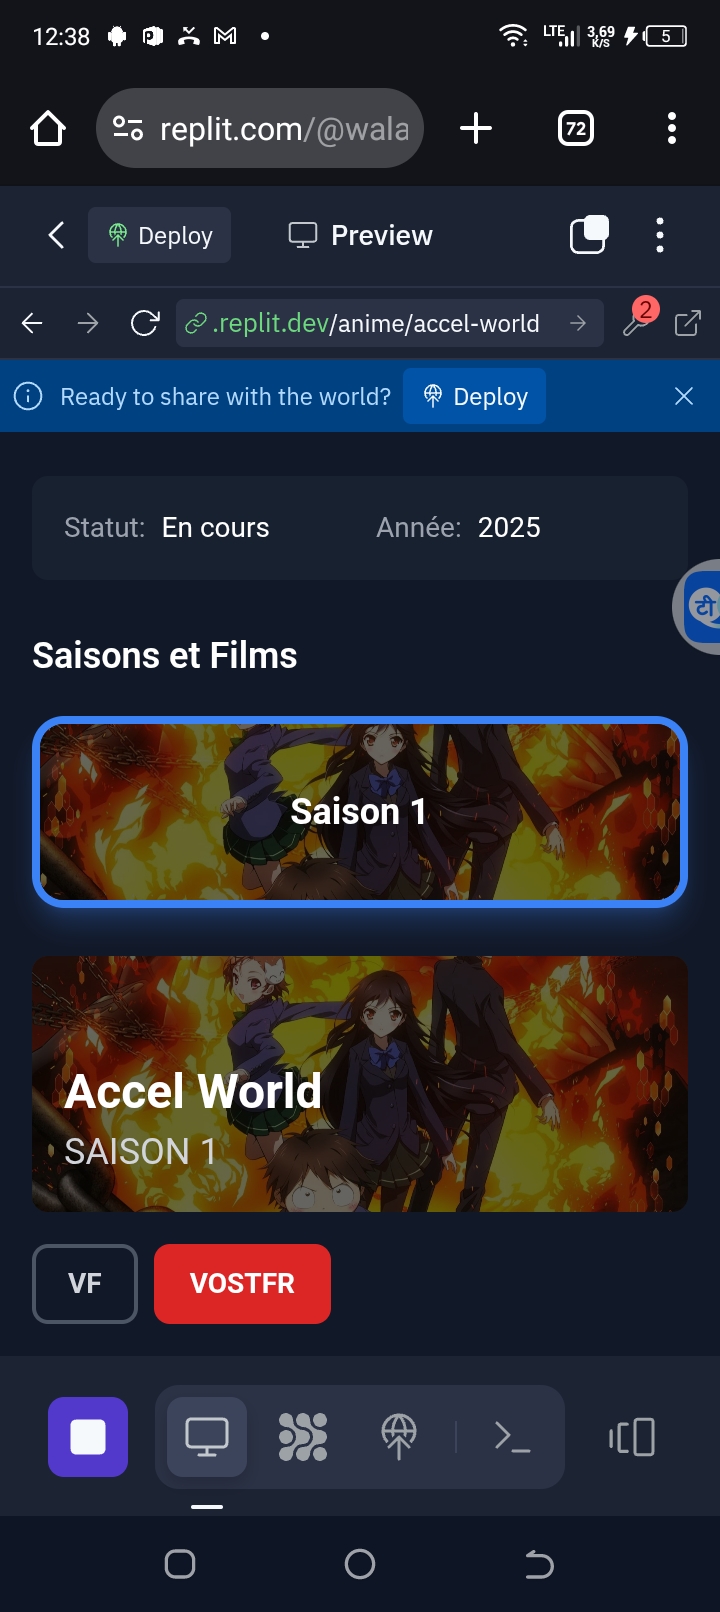 12:38
LTE 3,69 K/S 5
replit.com/@wala
72
Deploy
Preview
.replit.dev/anime/accel-world
2
Ready to share with the world?
Deploy
Statut: En cours
Année: 2025
टी
Saisons et Films
Saison 1
Accel World
SAISON 1
VF
VOSTFR